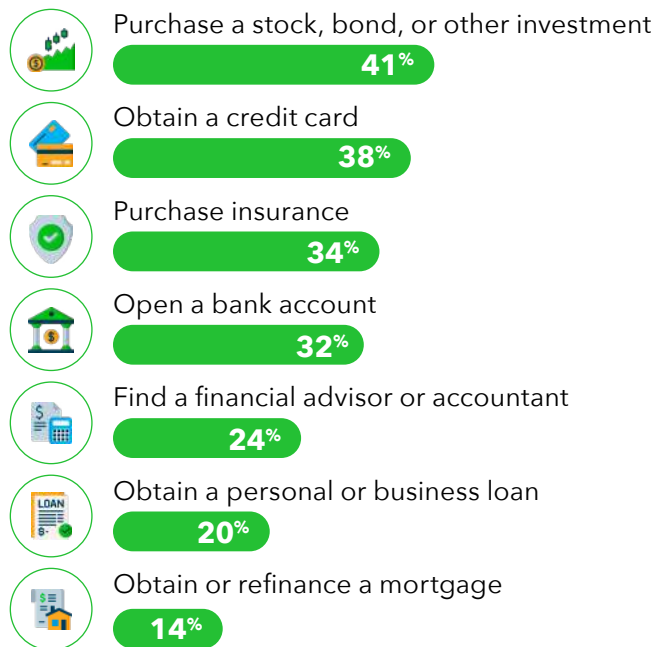 Purchase a stock, bond, or other investment
41%
Obtain a credit card
38%
Purchase insurance
34%
Open a bank account
32%
Find a financial advisor or accountant
$
24%
Obtain a personal or business loan
LOAN
$-
20%
Obtain or refinance a mortgage
$
14%